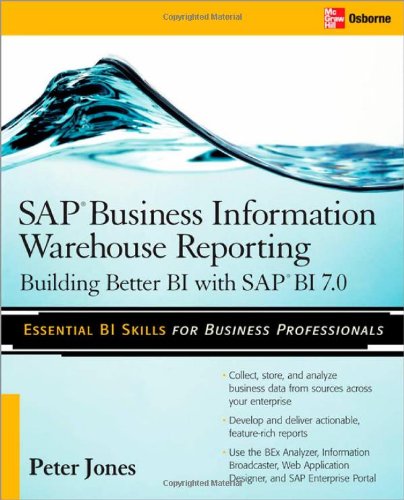 Copyrighted Material
Mc
Graw
Hill
Osborne
SAP® Business Information
Warehouse Reporting
Building Better BI with SAP® BI 7.0
ESSENTIAL BI SKILLS FOR BUSINESS PROFESSIONALS
· Collect, store, and analyze
business data from sources across
your enterprise
· Develop and deliver actionable,
feature-rich reports
· Use the BEx Analyzer, Information
Broadcaster, Web Application
Designer, and SAP Enterprise Portal
Peter Jones
Copyrighted Material